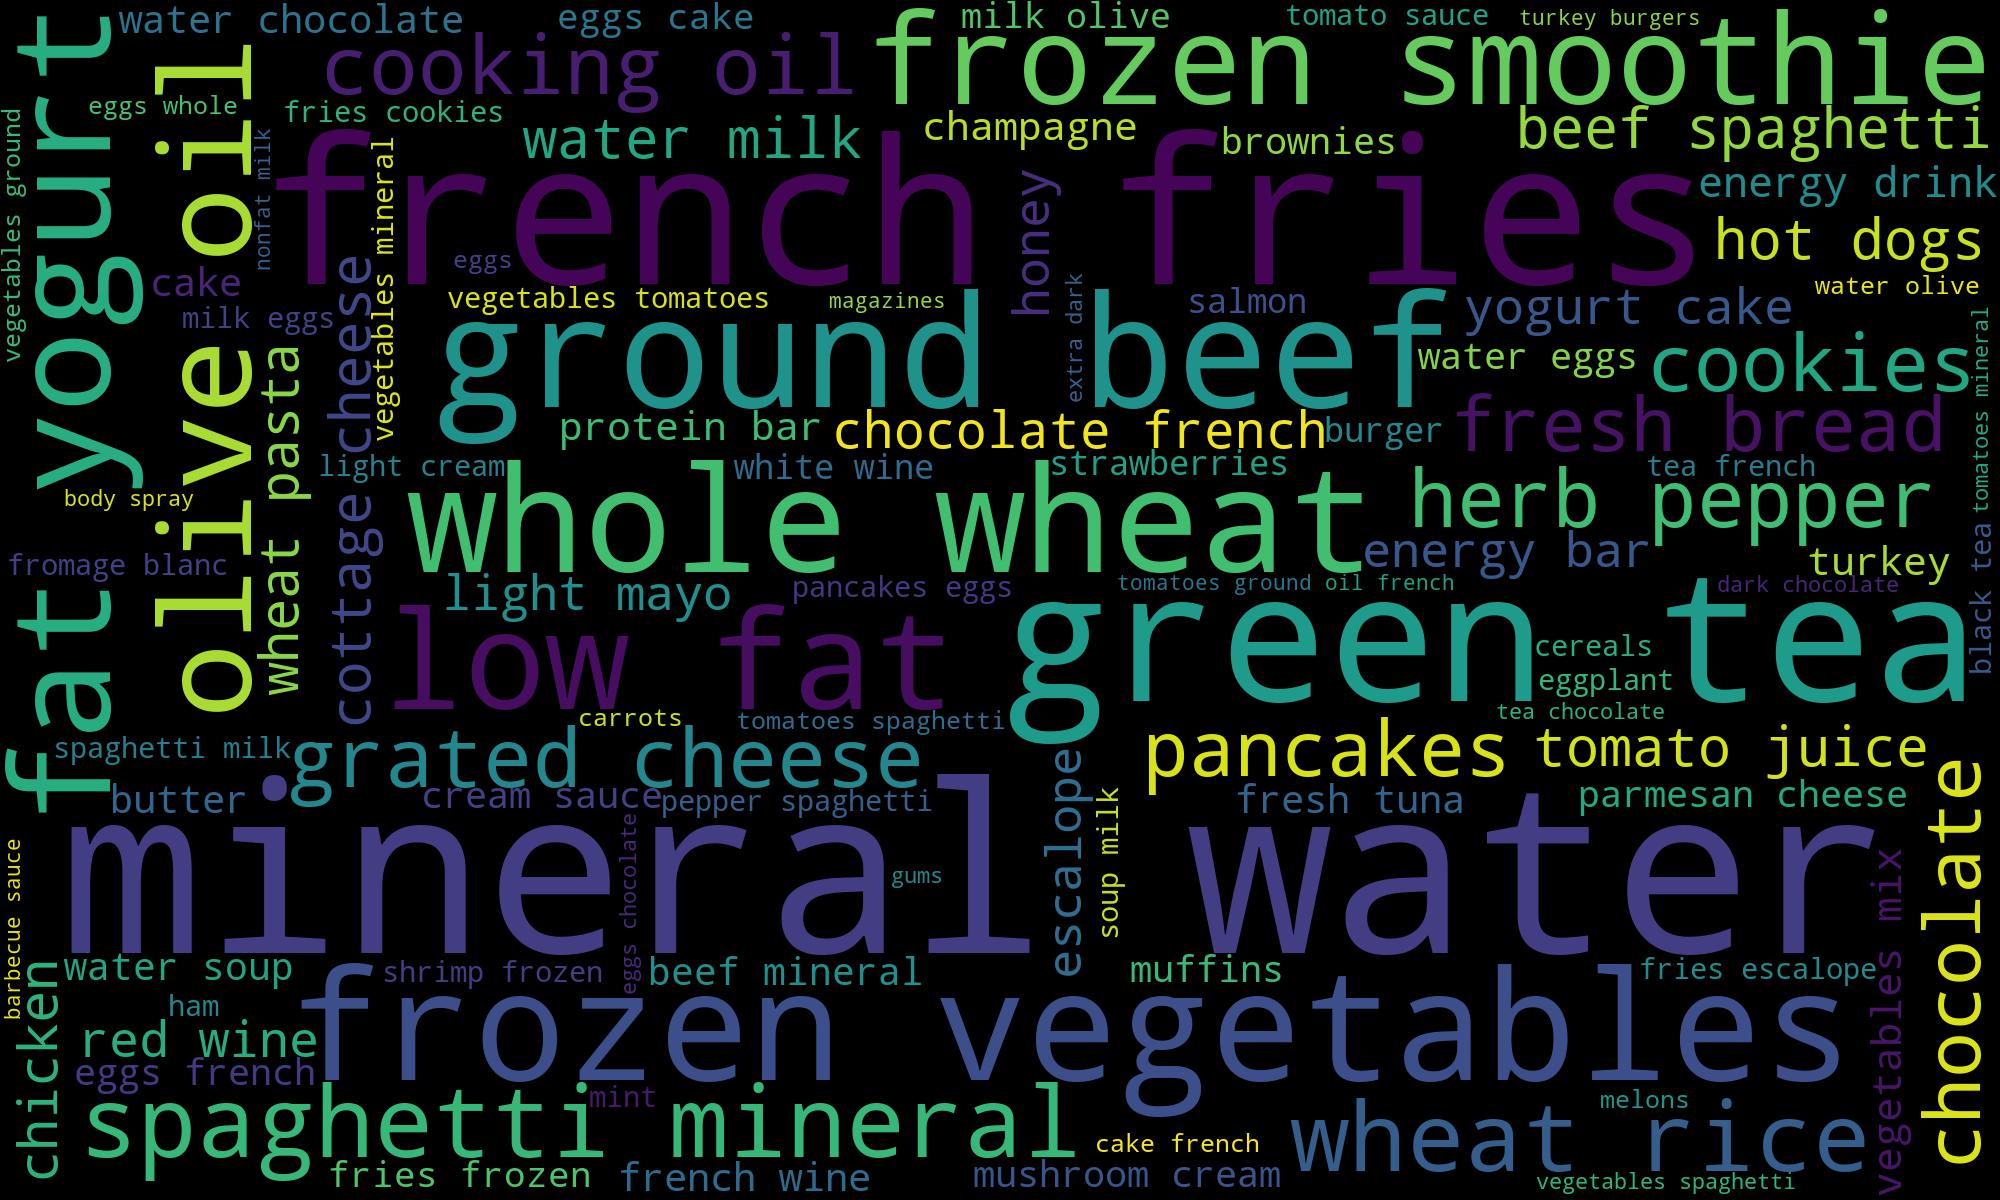 water chocolate
eggs cake
milk olive
tomato sauce
turkey burgers
fat yogurt
olive oil
cooking oil
frozen smoothie
eggs whole
fries cookies
water milk
champagne
brownies
beef spaghetti
vegetables ground
nonfat milk
vegetables mineral
french fries
honey
energy drink
hot dogs
eggs
cake
milk eggs
cottage cheese
vegetables tomatoes
magazines
extra dark
salmon
yogurt cake
water olive
ground beef
water eggs
cookies
tomatoes mineral
wheat pasta
protein bar
chocolate french
burger
fresh bread
light cream
white wine
strawberries
tea french
body spray
whole wheat
herb pepper
energy bar
turkey
black tea
fromage blanc
light mayo
pancakes eggs
tomatoes ground
oil french
dark chocolate
low fat
green tea
cereals
eggplant
tea chocolate
carrots
tomatoes spaghetti
spaghetti milk
grated cheese
escalope
pancakes
tomato juice
butter
cream sauce
pepper spaghetti
soup milk
fresh tuna
parmesan cheese
chocolate
mineral water
eggs chocolate
gums
vegetables mix
barbecue sauce
chicken
water soup
shrimp frozen
beef mineral
muffins
fries escalope
ham
red wine
frozen vegetables
eggs french
spaghetti mineral
mint
melons
cake french
wheat rice
fries frozen
french wine
mushroom cream
vegetables spaghetti